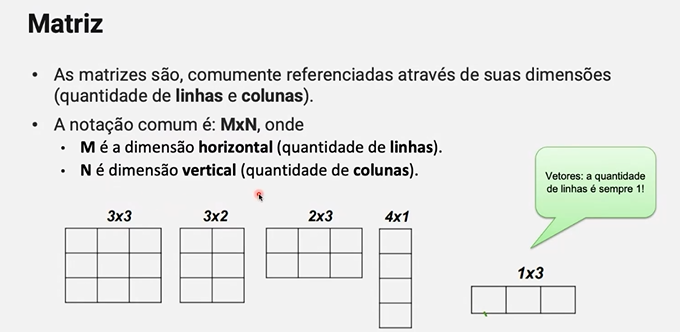 Matriz
• As matrizes são, comumente referenciadas através de suas dimensões
(quantidade de linhas e colunas).
• A notação comum é: MxN, onde
• M é a dimensão horizontal (quantidade de linhas).
• N é dimensão vertical (quantidade de colunas).
Vetores: a quantidade
de linhas é sempre 1!
3x3
3x2
2x3
4x1
1x3